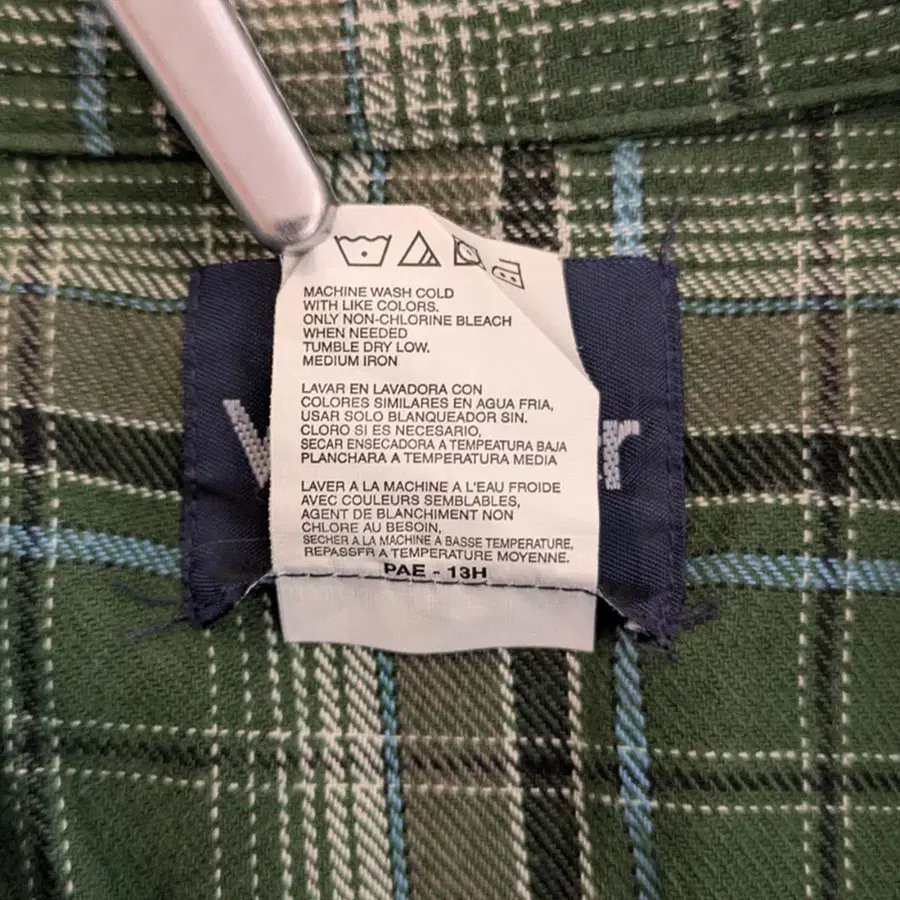 MACHINE WASH COLD
WITH LIKE COLORS.
ONLY NON-CHLORINE BLEACH
WHEN NEEDED
TUMBLE DRY LOW.
MEDIUM IRON
LAVAR EN LAVADORA CON
COLORES SIMILARES EN AGUA FRIA,
USAR SOLO BLANQUEADOR SIN.
CLORO SI ES NECESARIO,
SECAR ENSECADORA A TEMPEATURA BAJA
PLANCHARA A TEMPERATURA MEDIA
LAVER A LA MACHINE A L'EAU FROIDE
AVEC COULEURS SEMBLABLES,
AGENT DE BLANCHIMENT NON
CHLORE AU BESOIN,
SECHER A LA MACHINE A BASSE TEMPERATURE,
REPASSER A TEMPERATURE MOYENNE.
PAE - 13H